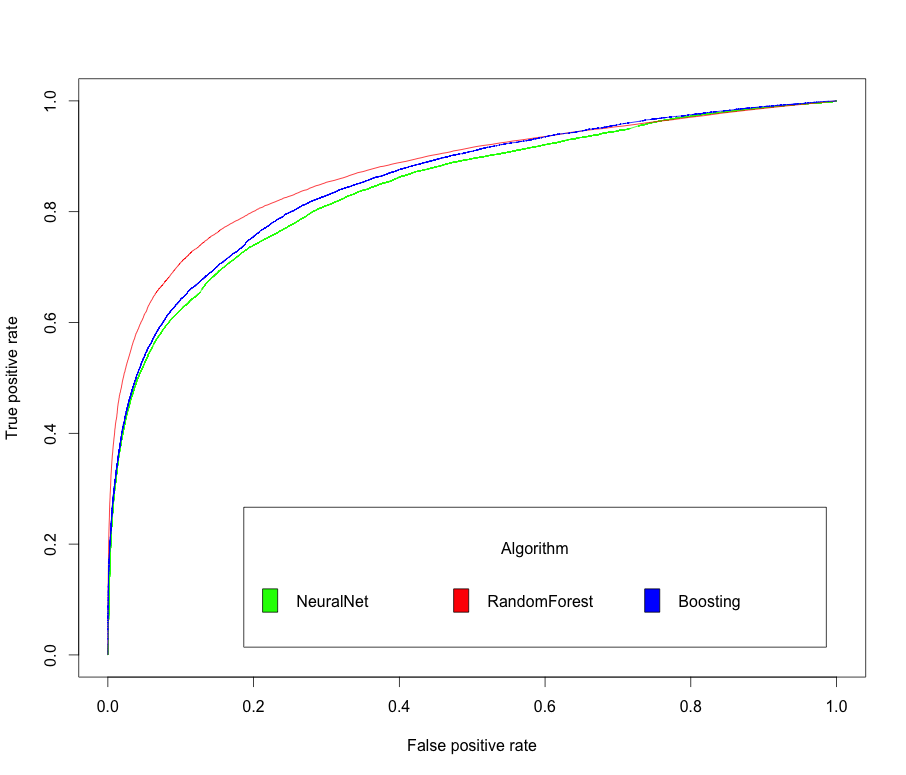 True positive rate
1.0
0.8
0.6
0.4
0.2
0.0
Algorithm
NeuralNet RandomForest Boosting
0.0 0.2 0.4 0.6 0.8 1.0
False positive rate